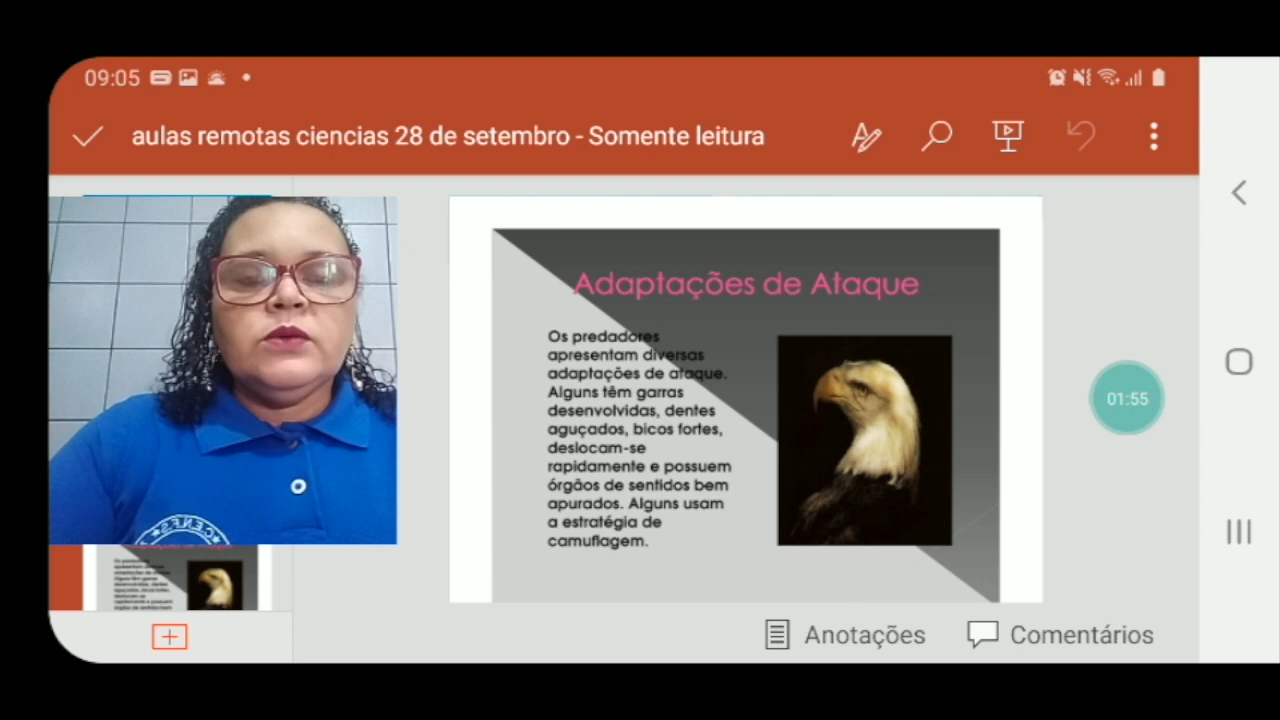 09:05
aulas remotas ciencias 28 de setembro - Somente leitura
Adaptações de Ataque
Os predadores
apresentam diversas
adaptações de ataque.
Alguns têm garras
desenvolvidas, dentes
aguçados, bicos fortes,
deslocam-se
rapidamente e possuem
órgãos de sentidos bem
apurados. Alguns usam
a estratégia de
camuflagem.
01:55
Anotações
Comentários